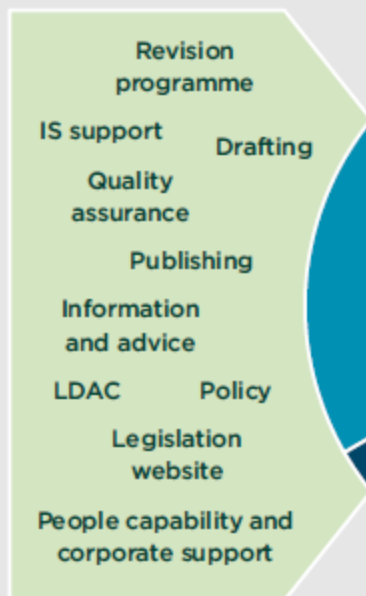 Revision
programme
IS support
Drafting
Quality
assurance
Publishing
Information
and advice
LDAC
Policy
Legislation
website
People capability and
corporate support